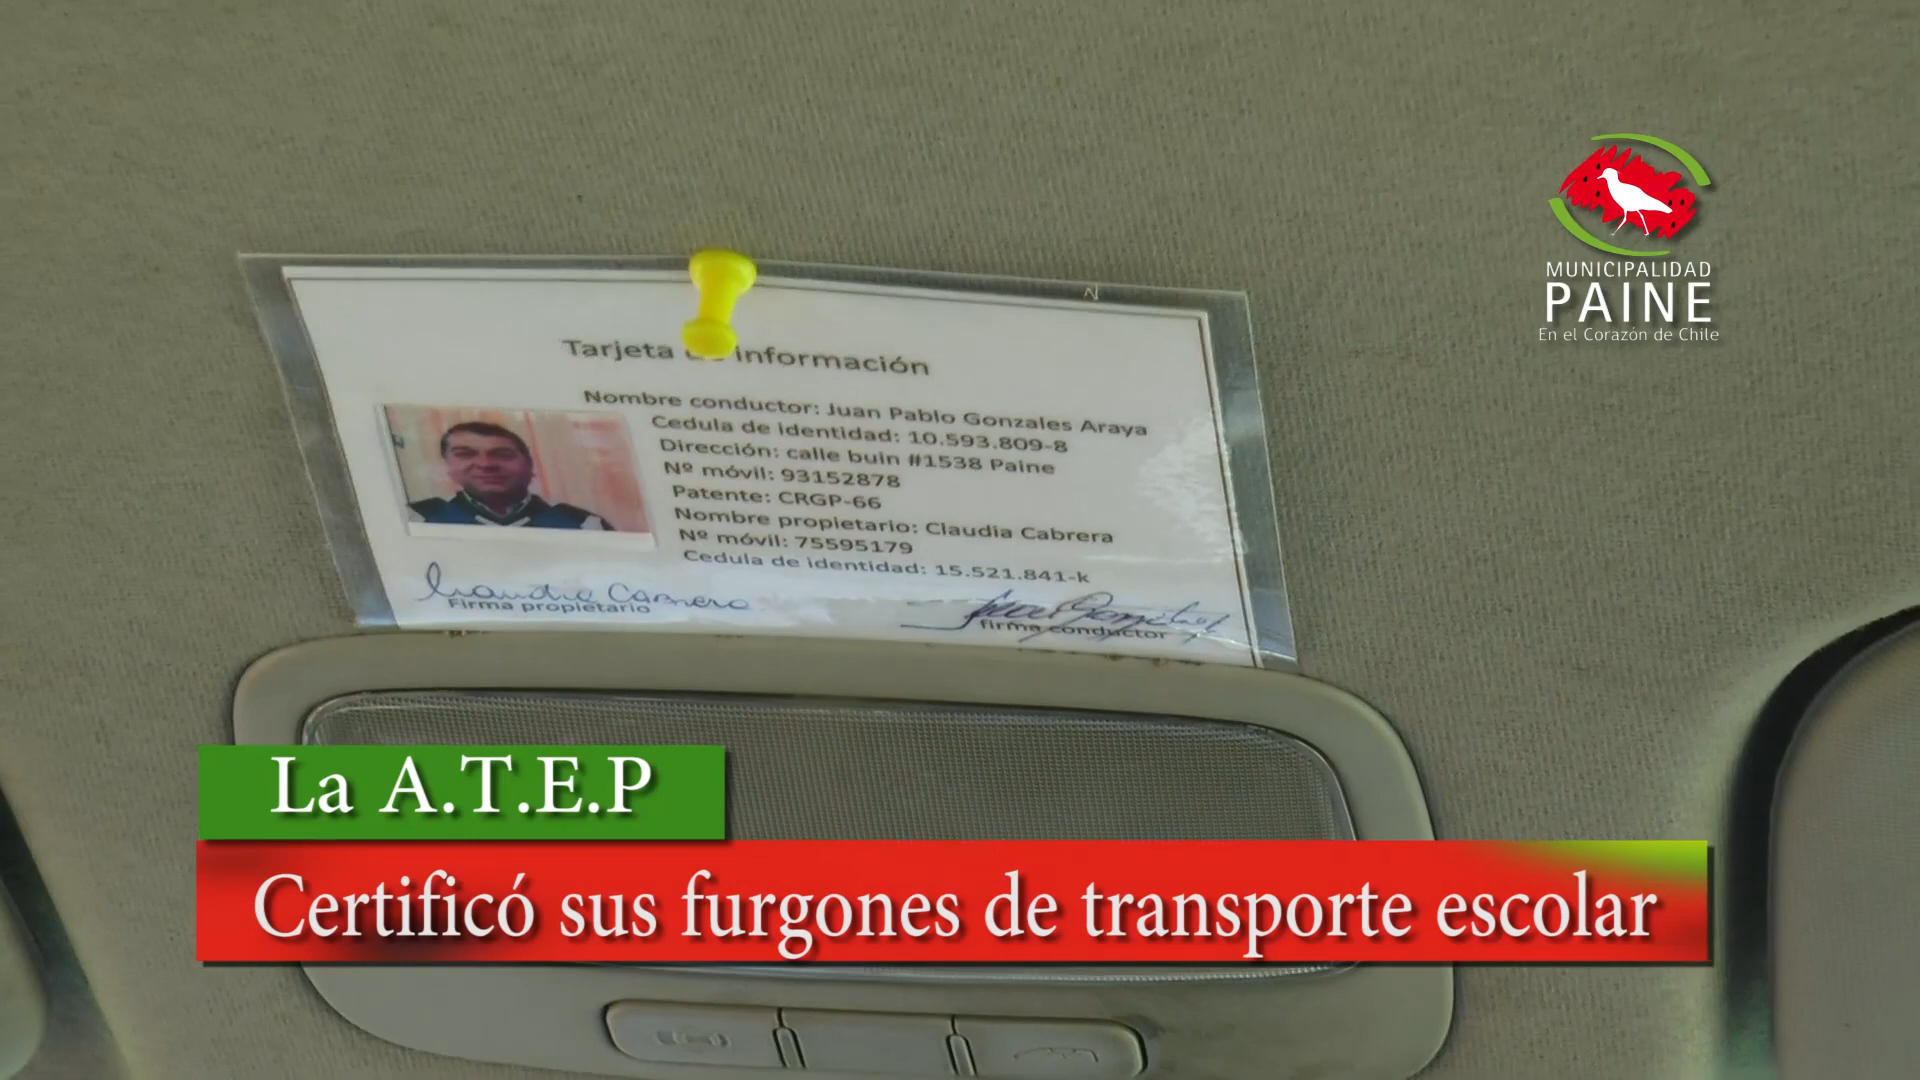 MUNICIPALIDAD
PAINE
En el Corazón de Chile
Tarjeta información
Nombre conductor: Juan Pablo Gonzales Araya
Cedula de identidad: 10.593.809-8
Dirección: calle buin #1538 Paine
Nº móvil: 93152878
Patente: CRGP-66
Nombre propietario: Claudia Cabrera
Nº móvil: 75595179
Cedula de identidad: 15.521.841-k
Claudia Cabrera
Firma propietario
firma conductor
La A.T.E.P
Certificó sus furgones de transporte escolar